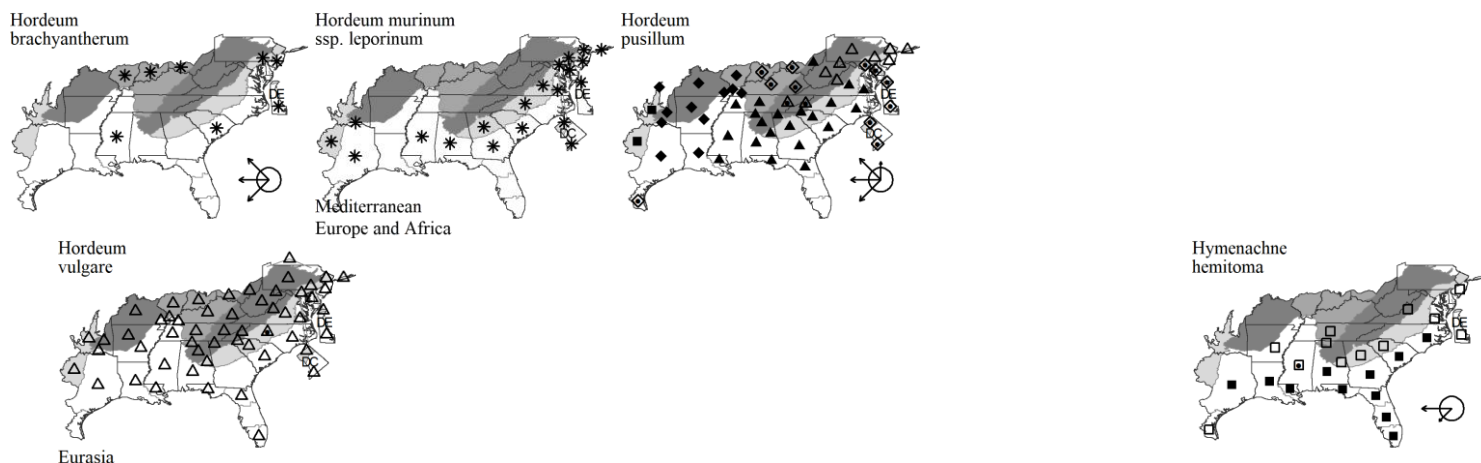 Hordeum
brachyantherum
DE
Hordeum murinum
ssp. leporinum
DE
DC
Mediterranean
Europe and Africa
Hordeum
pusillum
DE
DC
Hordeum
vulgare
DE
DC
Eurasia
Hymenachne
hemitoma
DE